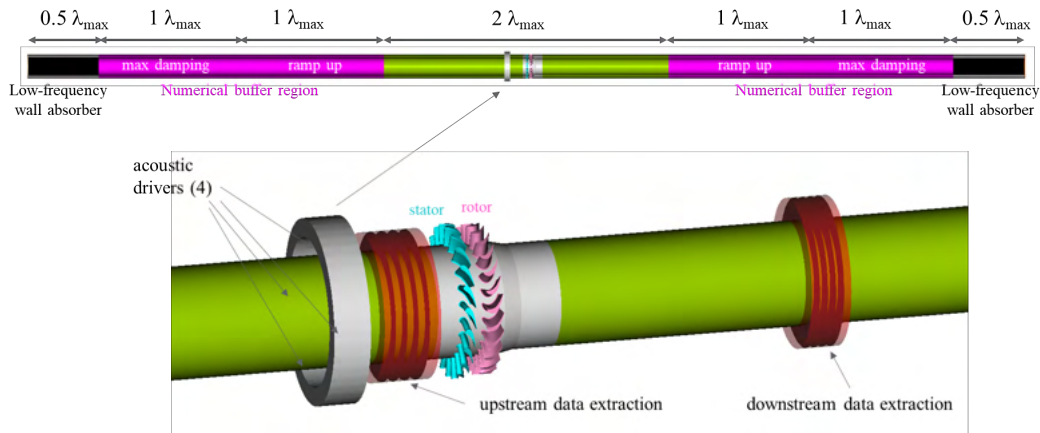 0.5 λmax 1 λmax 1 λmax 2 λmax 1 λmax 1 λmax 0.5 λmax
max damping ramp up ramp up max damping
Low-frequency wall absorber
Numerical buffer region
Numerical buffer region
Low-frequency wall absorber
acoustic
drivers (4)
stator rotor
upstream data extraction
downstream data extraction